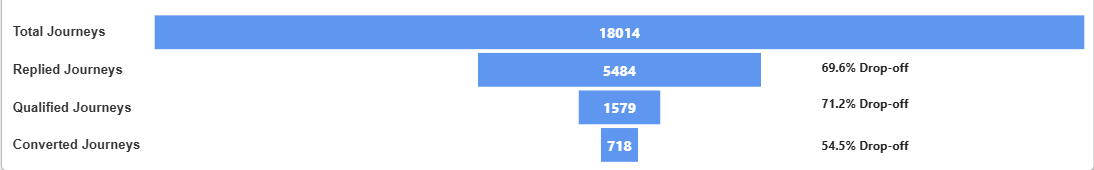 Total Journeys 18014
Replied Journeys 5484 69.6% Drop-off
Qualified Journeys 1579 71.2% Drop-off
Converted Journeys 718 54.5% Drop-off